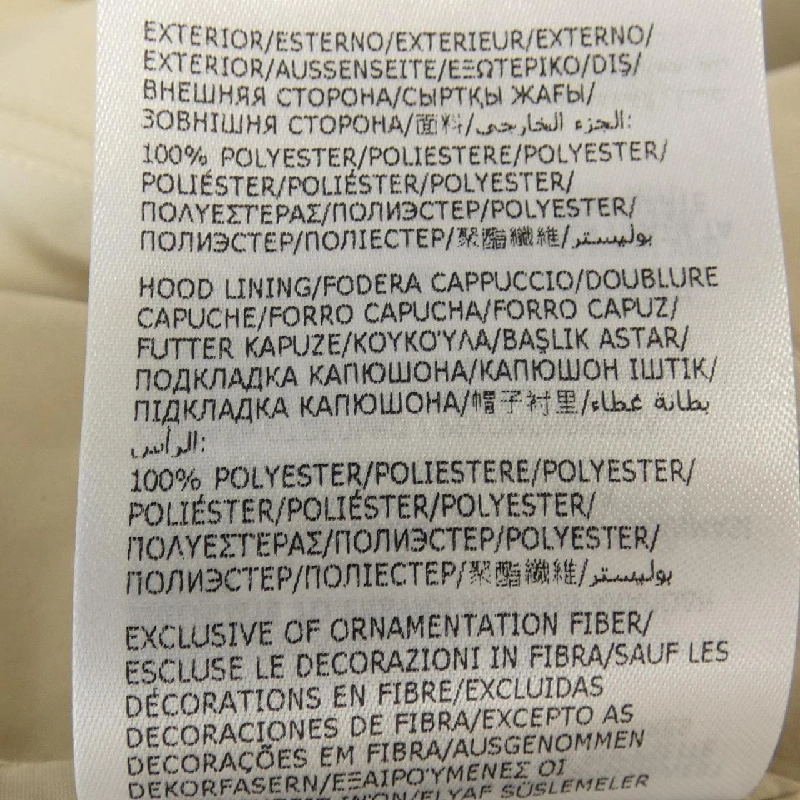 EXTERIOR/ESTERNO/EXTERIEUR/EXTERNO/
EXTERIOR/AUSSENSEITE/ΕΞΩΤΕΡΙΚΟ/DIŞ/
ВНЕШНЯЯ СТОРОНА/СЫРТҚЫ ЖАҒЫ/
ЗОВНІШНЯ СТОРОНА/面料/الجزء الخارجي:
100% POLYESTER/POLIESTERE/POLYESTER/
POLIÉSTER/POLIÉSTER/POLYESTER/
ΠΟΛΥΕΣΤΕΡΑΣ/ПОЛИЭСТЕР/POLYESTER/
ПОЛИЭСТЕР/ПОЛІЕСТЕР/聚酯纖維/بوليستر
HOOD LINING/FODERA CAPPUCCIO/DOUBLURE
CAPUCHE/FORRO CAPUCHA/FORRO CAPUZ/
FUTTER KAPUZE/ΚΟΥΚΟΎΛΑ/BAŞLIK ASTAR/
ПОДКЛАДКА КАПЮШОНА/КАПЮШОН ІШТІК/
ПІДКЛАДКА КАПЮШОНА/帽子衬里/بطانة غطاء
الرأس:
100% POLYESTER/POLIESTERE/POLYESTER/
POLIÉSTER/POLIÉSTER/POLYESTER/
ΠΟΛΥΕΣΤΕΡΑΣ/ПОЛИЭСТЕР/POLYESTER/
ПОЛИЭСТЕР/ПОЛІЕСТЕР/聚酯纖維/بوليستر
EXCLUSIVE OF ORNAMENTATION FIBER/
ESCLUSE LE DECORAZIONI IN FIBRA/SAUF LES
DÉCORATIONS EN FIBRE/EXCLUIDAS
DECORACIONES DE FIBRA/EXCEPTO AS
DECORAÇÕES EM FIBRA/AUSGENOMMEN
DEKORFASERN/ΕΞΑΙΡΟΎΜΕΝΕΣ ΟΙ
ELYAF SÜSLEMELER